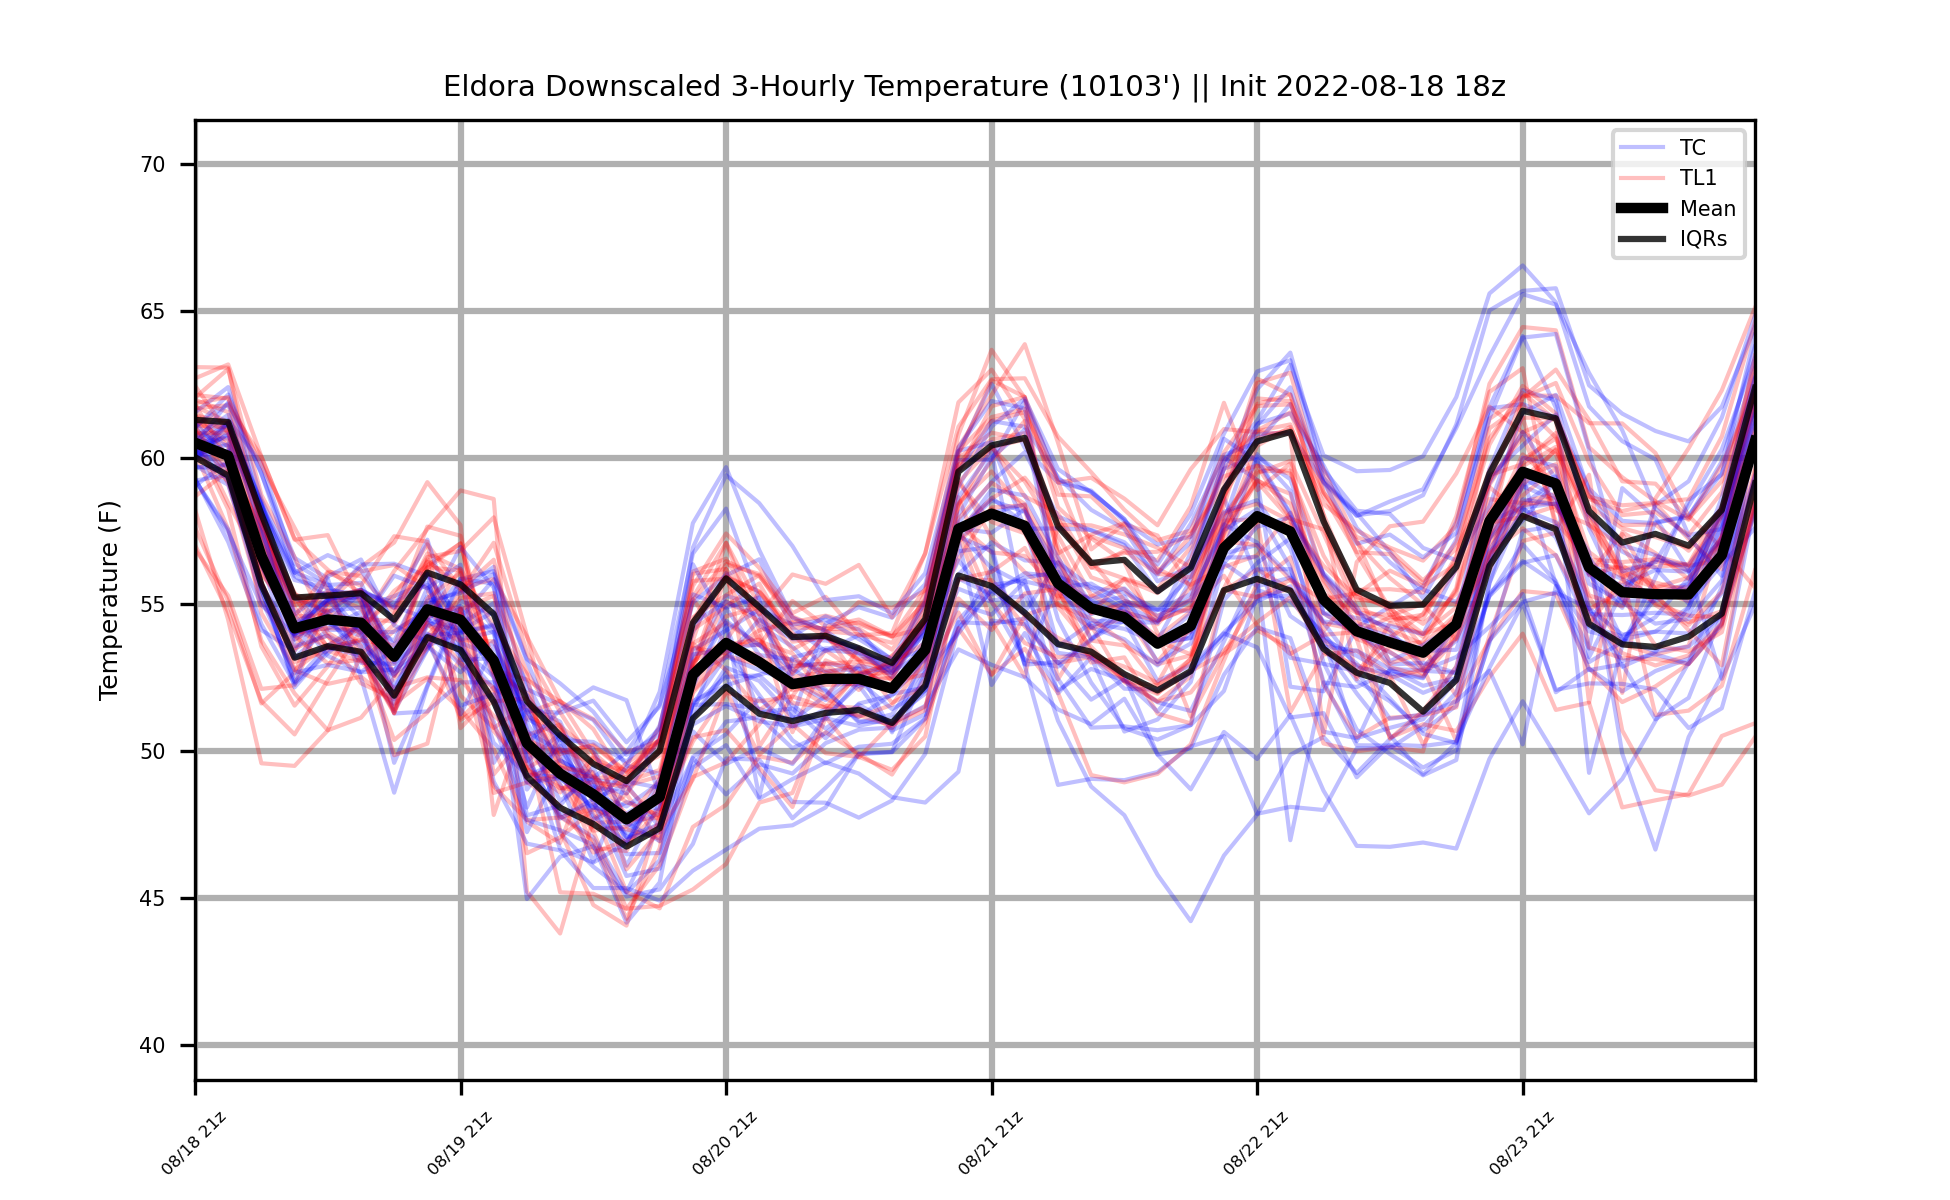 Eldora Downscaled 3-Hourly Temperature (10103') || Init 2022-08-18 18z
TC
TL1
Mean
IQRs
Temperature (F)
70
65
60
55
50
45
40
08/18 21z
08/19 21z
08/20 21z
08/21 21z
08/22 21z
08/23 21z